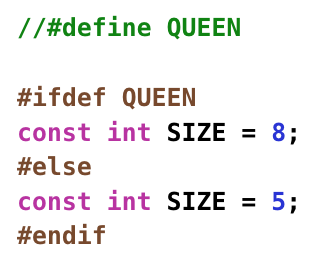 //#define QUEEN

#ifdef QUEEN
const int SIZE = 8;
#else
const int SIZE = 5;
#endif